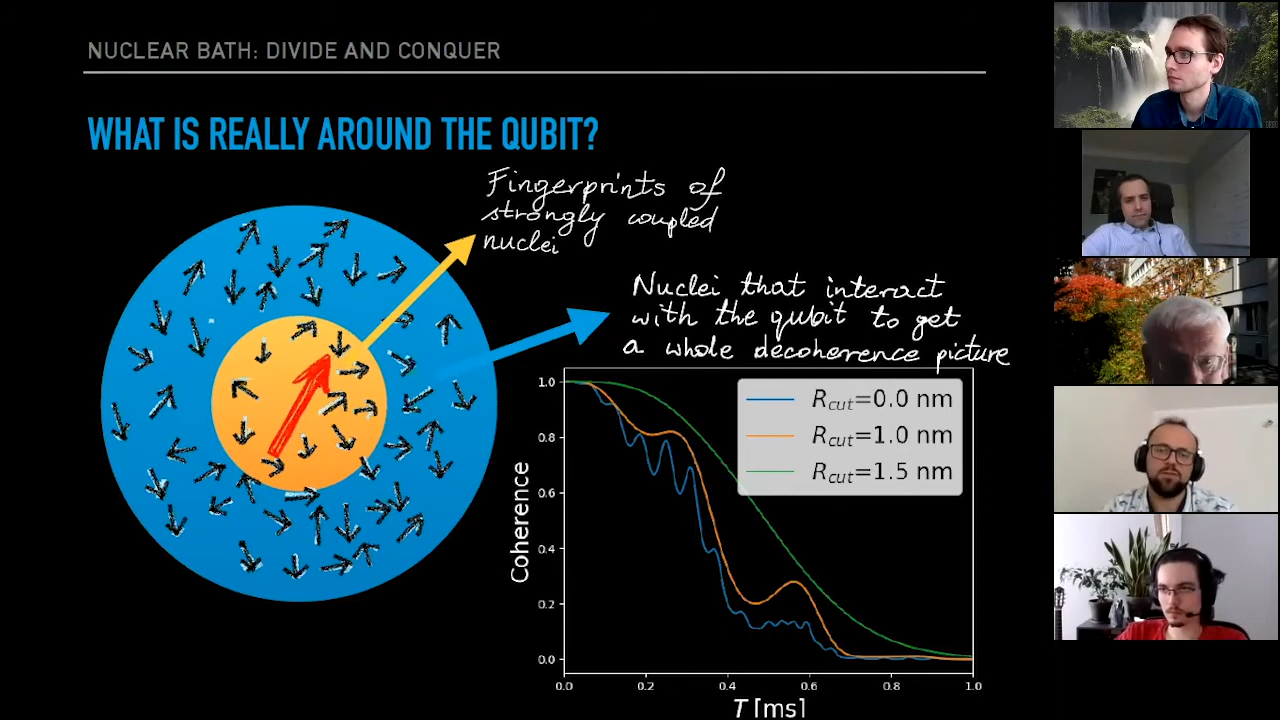 NUCLEAR BATH: DIVIDE AND CONQUER
WHAT IS REALLY AROUND THE QUBIT?
Fingerprints of
strongly coupled
nuclei
Nuclei that interact
with the qubit to get
a whole decoherence picture
R_cut=0.0 nm
R_cut=1.0 nm
R_cut=1.5 nm
Coherence
1.0
0.8
0.6
0.4
0.2
0.0
0.0 0.2 0.4 0.6 0.8 1.0
T [ms]